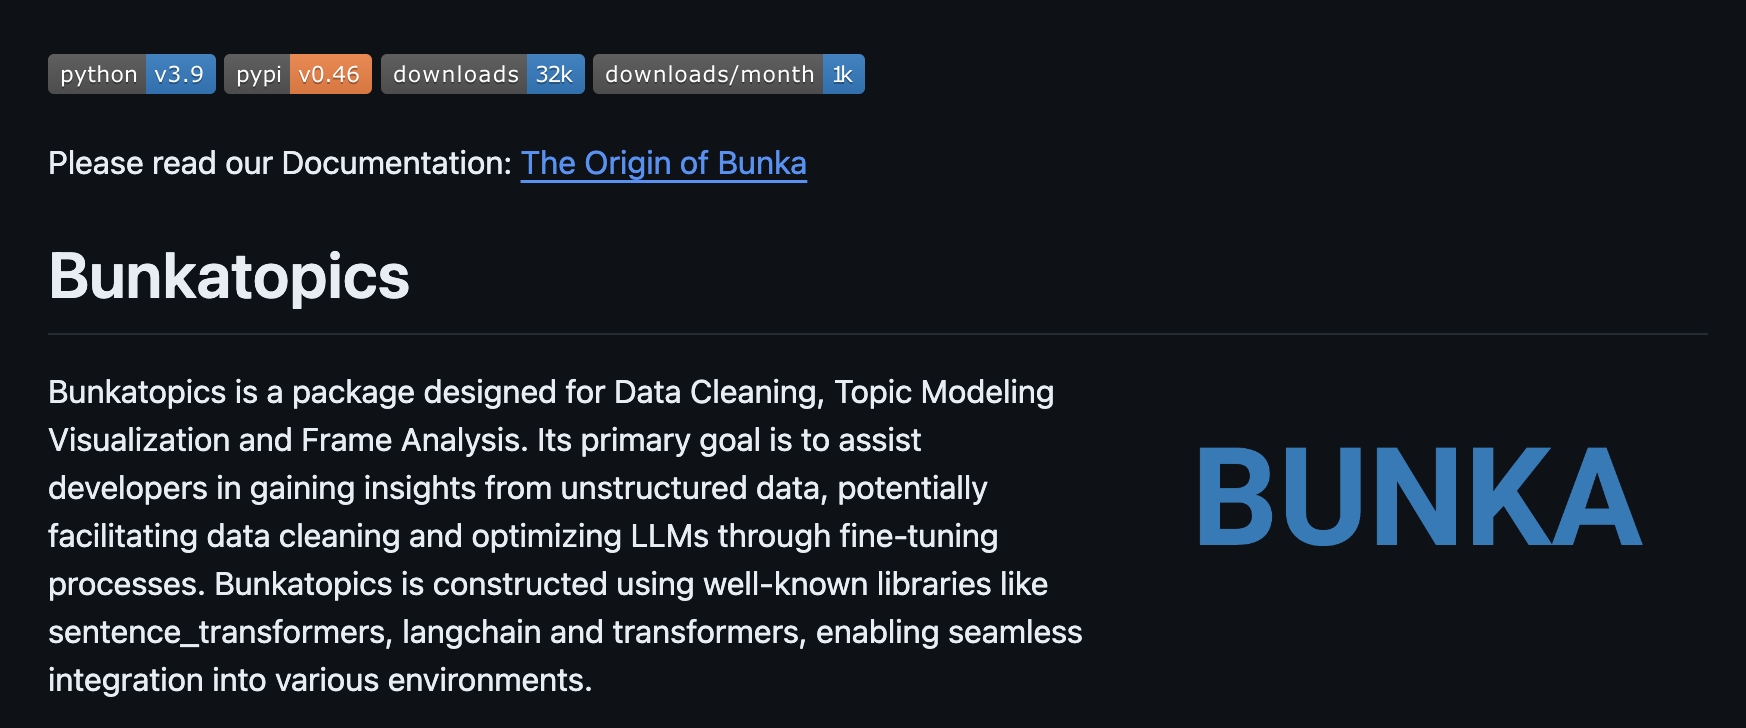 python v3.9 pypi v0.46 downloads 32k downloads/month 1k
Please read our Documentation: The Origin of Bunka
Bunkatopics
Bunkatopics is a package designed for Data Cleaning, Topic Modeling
Visualization and Frame Analysis. Its primary goal is to assist
developers in gaining insights from unstructured data, potentially
facilitating data cleaning and optimizing LLMs through fine-tuning
processes. Bunkatopics is constructed using well-known libraries like
sentence_transformers, langchain and transformers, enabling seamless
integration into various environments.
BUNKA